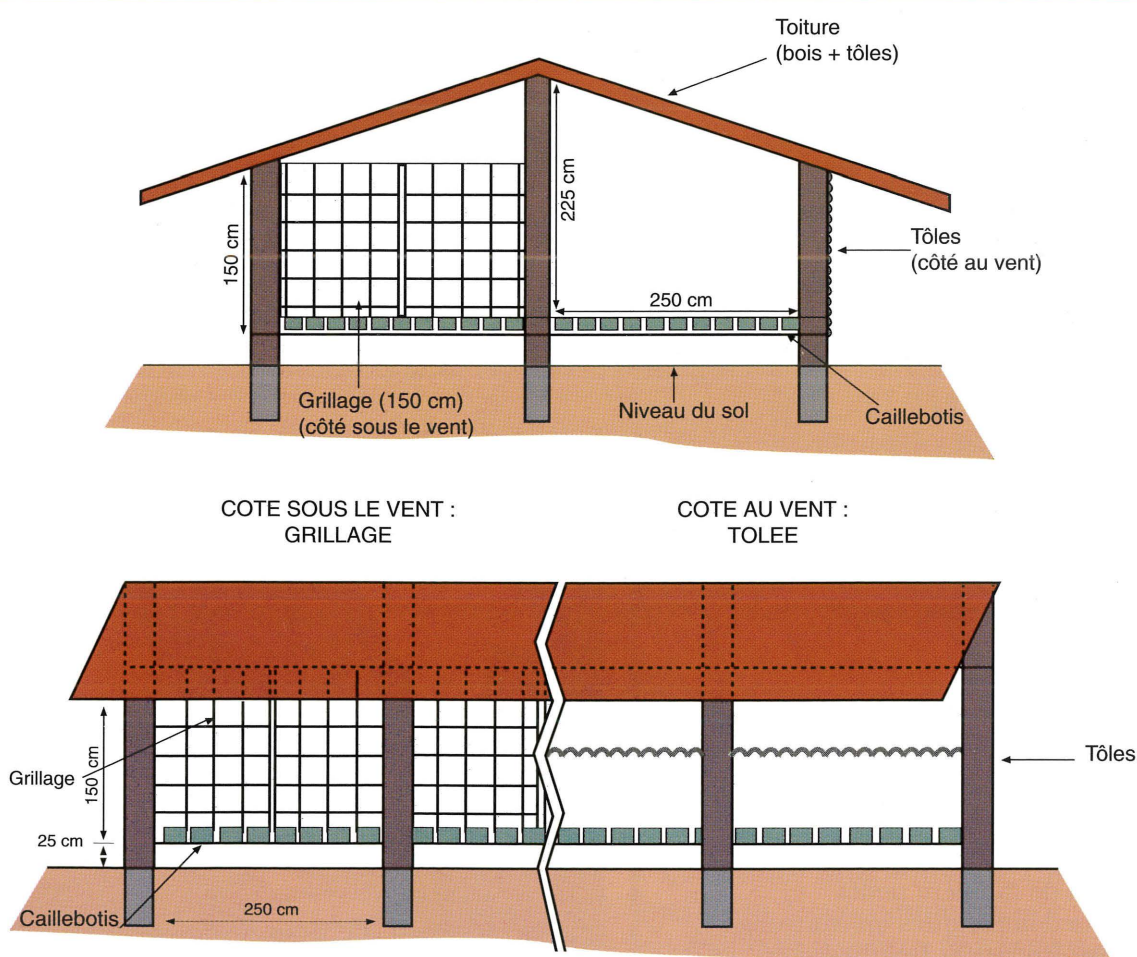 Toiture
(bois + tôles)
225 cm
150 cm
Tôles
(côté au vent)
250 cm
Grillage (150 cm)
(côté sous le vent)
Niveau du sol
Caillebotis
COTE SOUS LE VENT :
GRILLAGE
COTE AU VENT :
TOLEE
Grillage
150 cm
Tôles
25 cm
Caillebotis
250 cm